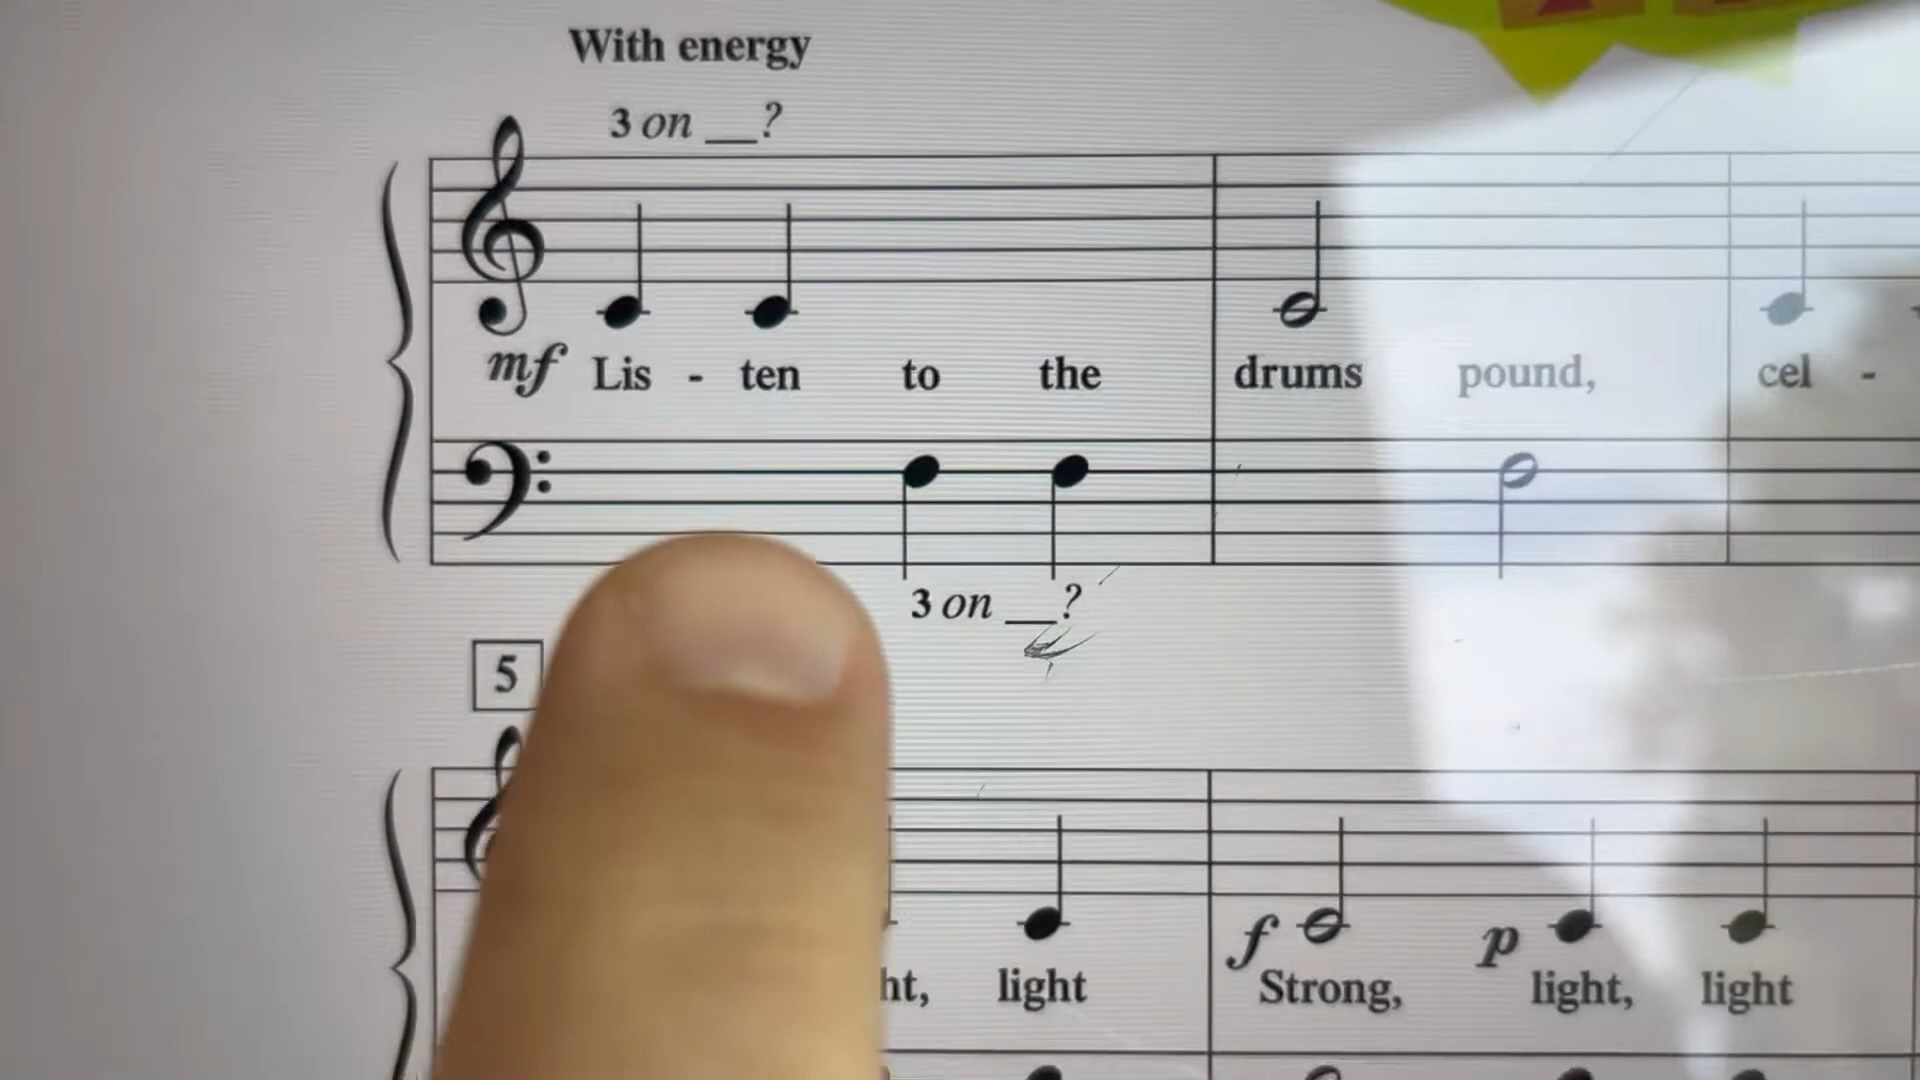 With energy
3 on __?
mf Lis - ten to the drums pound, cel -
3 on __?
5
light
f Strong, p light, light